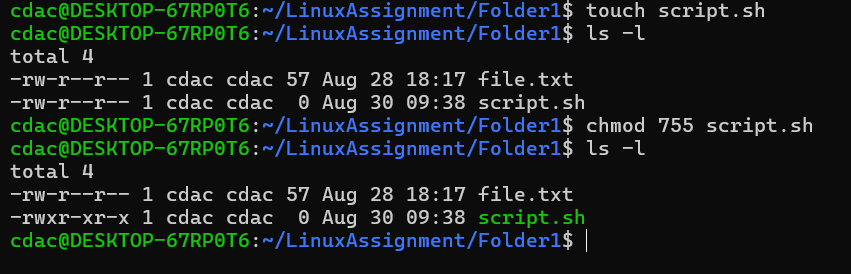 cdac@DESKTOP-67RP0T6:~/LinuxAssignment/Folder1$ touch script.sh
cdac@DESKTOP-67RP0T6:~/LinuxAssignment/Folder1$ ls -l
total 4
-rw-r--r-- 1 cdac cdac 57 Aug 28 18:17 file.txt
-rw-r--r-- 1 cdac cdac  0 Aug 30 09:38 script.sh
cdac@DESKTOP-67RP0T6:~/LinuxAssignment/Folder1$ chmod 755 script.sh
cdac@DESKTOP-67RP0T6:~/LinuxAssignment/Folder1$ ls -l
total 4
-rw-r--r-- 1 cdac cdac 57 Aug 28 18:17 file.txt
-rwxr-xr-x 1 cdac cdac  0 Aug 30 09:38 script.sh
cdac@DESKTOP-67RP0T6:~/LinuxAssignment/Folder1$